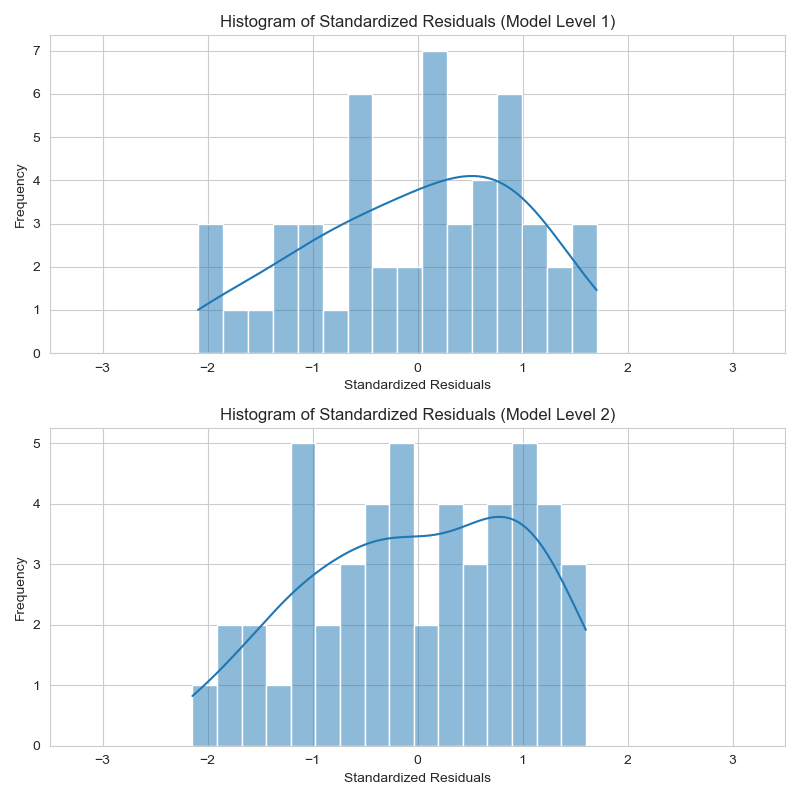 Histogram of Standardized Residuals (Model Level 1)
7
6
5
4
3
2
1
0
Frequency
−3 −2 −1 0 1 2 3
Standardized Residuals
Histogram of Standardized Residuals (Model Level 2)
5
4
3
2
1
0
Frequency
−3 −2 −1 0 1 2 3
Standardized Residuals